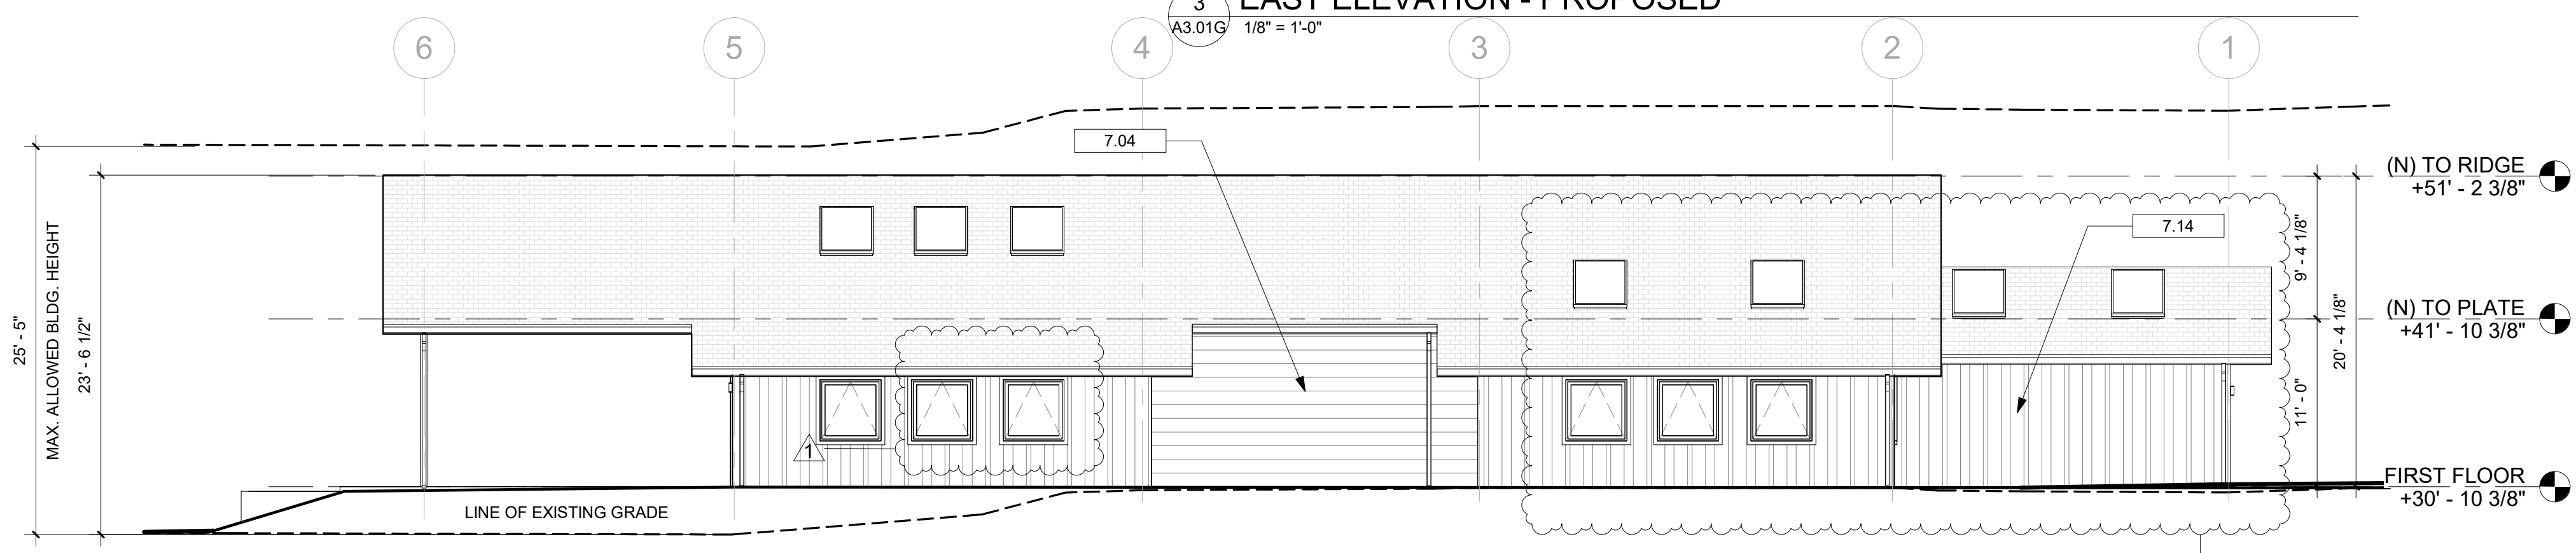 3
EAST ELEVATION - PROPOSED
A3.01G
1/8" = 1'-0"
6
5
4
3
2
1
7.04
7.14
(N) TO RIDGE
+51' - 2 3/8"
(N) TO PLATE
+41' - 10 3/8"
FIRST FLOOR
+30' - 10 3/8"
25' - 5"
MAX. ALLOWED BLDG. HEIGHT
23' - 6 1/2"
9' - 4 1/8"
20' - 4 1/8"
11' - 0"
1
LINE OF EXISTING GRADE